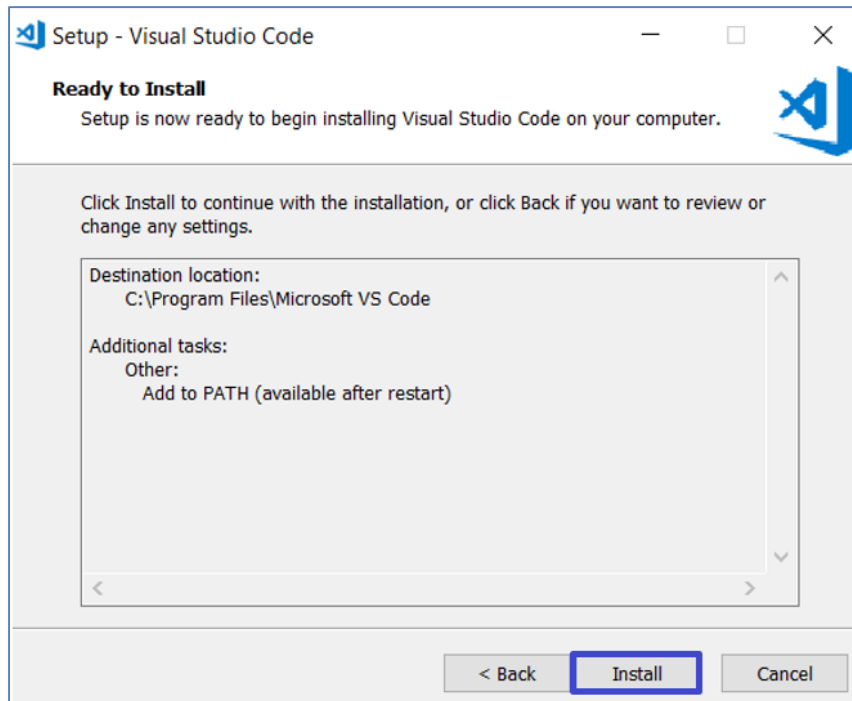 Setup - Visual Studio Code
Ready to Install
Setup is now ready to begin installing Visual Studio Code on your computer.
Click Install to continue with the installation, or click Back if you want to review or
change any settings.
Destination location:
C:\Program Files\Microsoft VS Code
Additional tasks:
Other:
Add to PATH (available after restart)
< Back Install Cancel